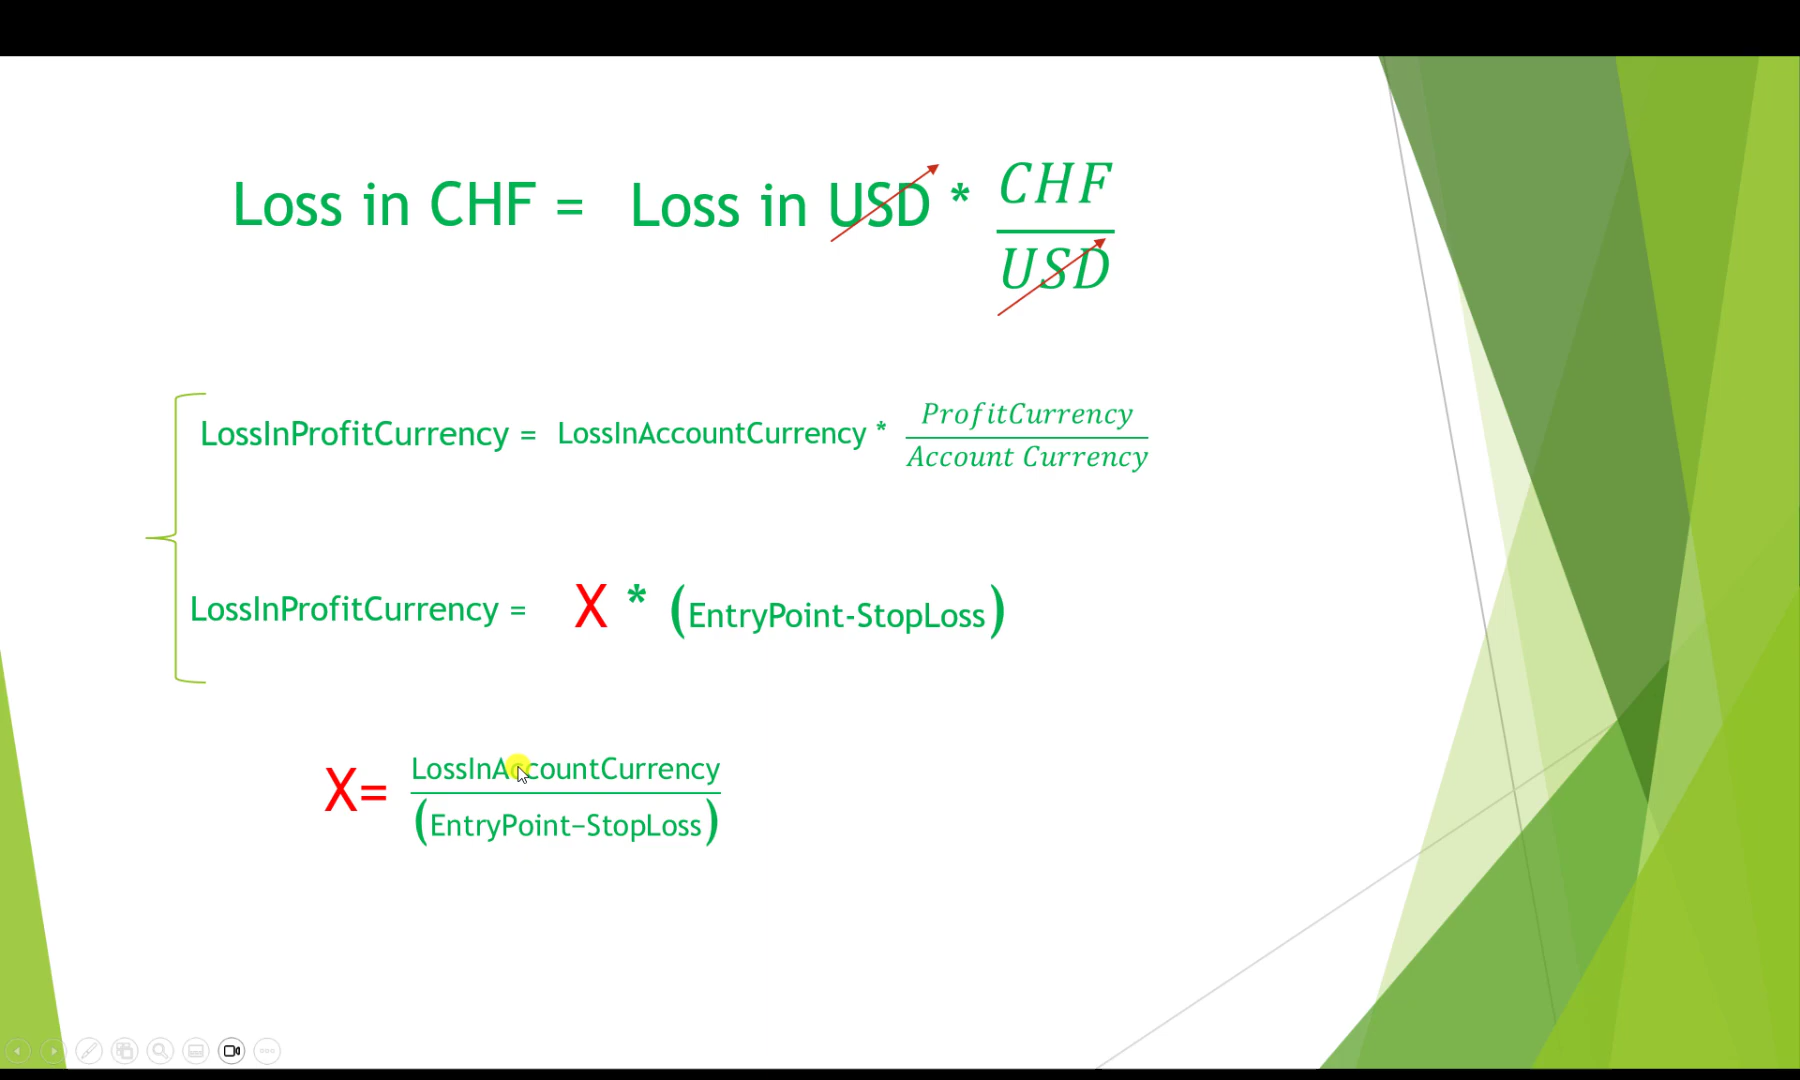 Loss in CHF = Loss in USD * CHF
USD
LossInProfitCurrency = LossInAccountCurrency * ProfitCurrency
Account Currency
LossInProfitCurrency = X * (EntryPoint-StopLoss)
X= LossInAccountCurrency
(EntryPoint−StopLoss)